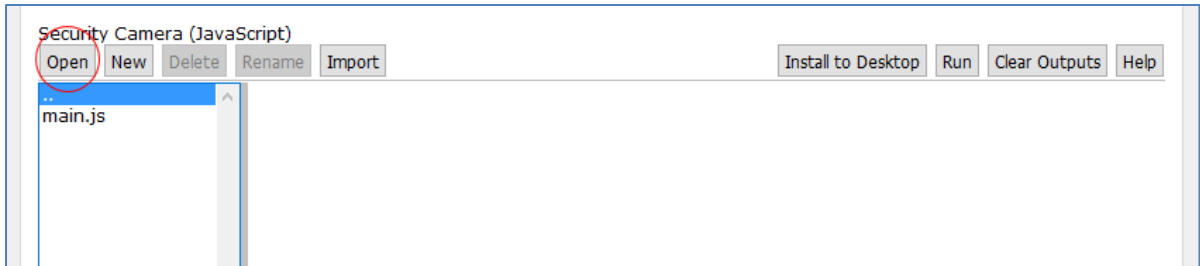 Security Camera (JavaScript)
Open New Delete Rename Import Install to Desktop Run Clear Outputs Help
..
main.js